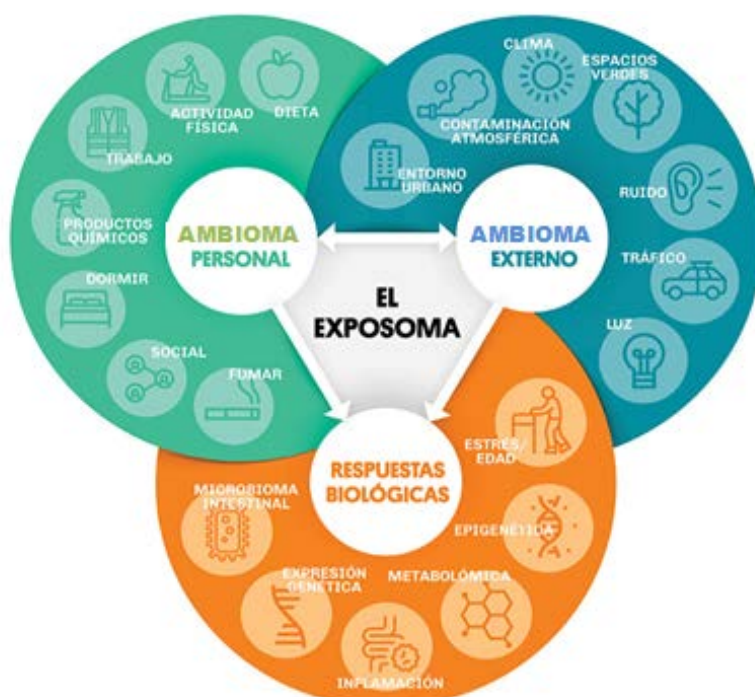 DIETA
ACTIVIDAD
FÍSICA
TRABAJO
PRODUCTOS
QUÍMICOS
DORMIR
SOCIAL
FUMAR
AMBIOMA
PERSONAL
CLIMA
ESPACIOS
VERDES
CONTAMINACIÓN
ATMOSFÉRICA
ENTORNO
URBANO
RUIDO
TRÁFICO
LUZ
AMBIOMA
EXTERNO
EL
EXPOSOMA
RESPUESTAS
BIOLÓGICAS
ESTRÉS/
EDAD
EPIGENÉTICA
METABOLÓMICA
INFLAMACIÓN
EXPRESIÓN
GENÉTICA
MICROBIOMA
INTESTINAL